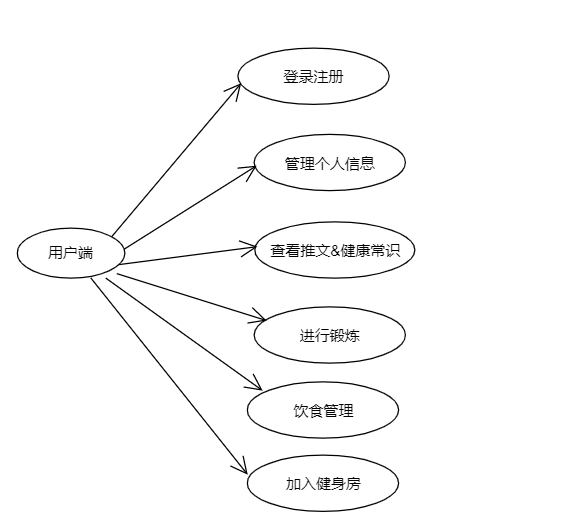 登录注册
管理个人信息
查看推文&健康常识
用户端
进行锻炼
饮食管理
加入健身房